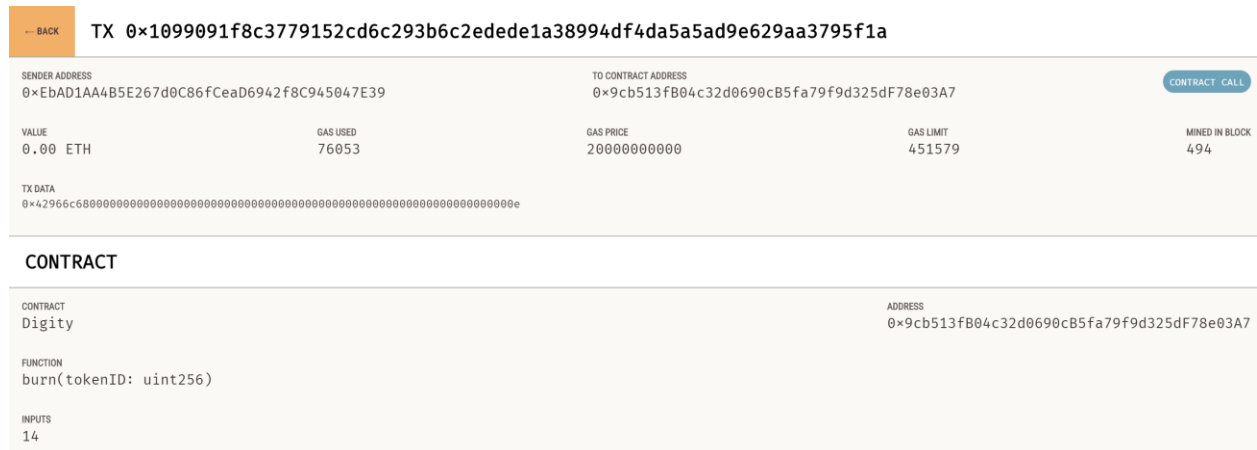 ← BACK
TX 0×1099091f8c3779152cd6c293b6c2edede1a38994df4da5a5ad9e629aa3795f1a
SENDER ADDRESS
0×EbAD1AA4B5E267d0C86fCeaD6942f8C945047E39
TO CONTRACT ADDRESS
0×9cb513fB04c32d0690cB5fa79f9d325dF78e03A7
CONTRACT CALL
VALUE
0.00 ETH
GAS USED
76053
GAS PRICE
20000000000
GAS LIMIT
451579
MINED IN BLOCK
494
TX DATA
0×42966c68000000000000000000000000000000000000000000000000000000000000000e
CONTRACT
CONTRACT
Digity
ADDRESS
0×9cb513fB04c32d0690cB5fa79f9d325dF78e03A7
FUNCTION
burn(tokenID: uint256)
INPUTS
14